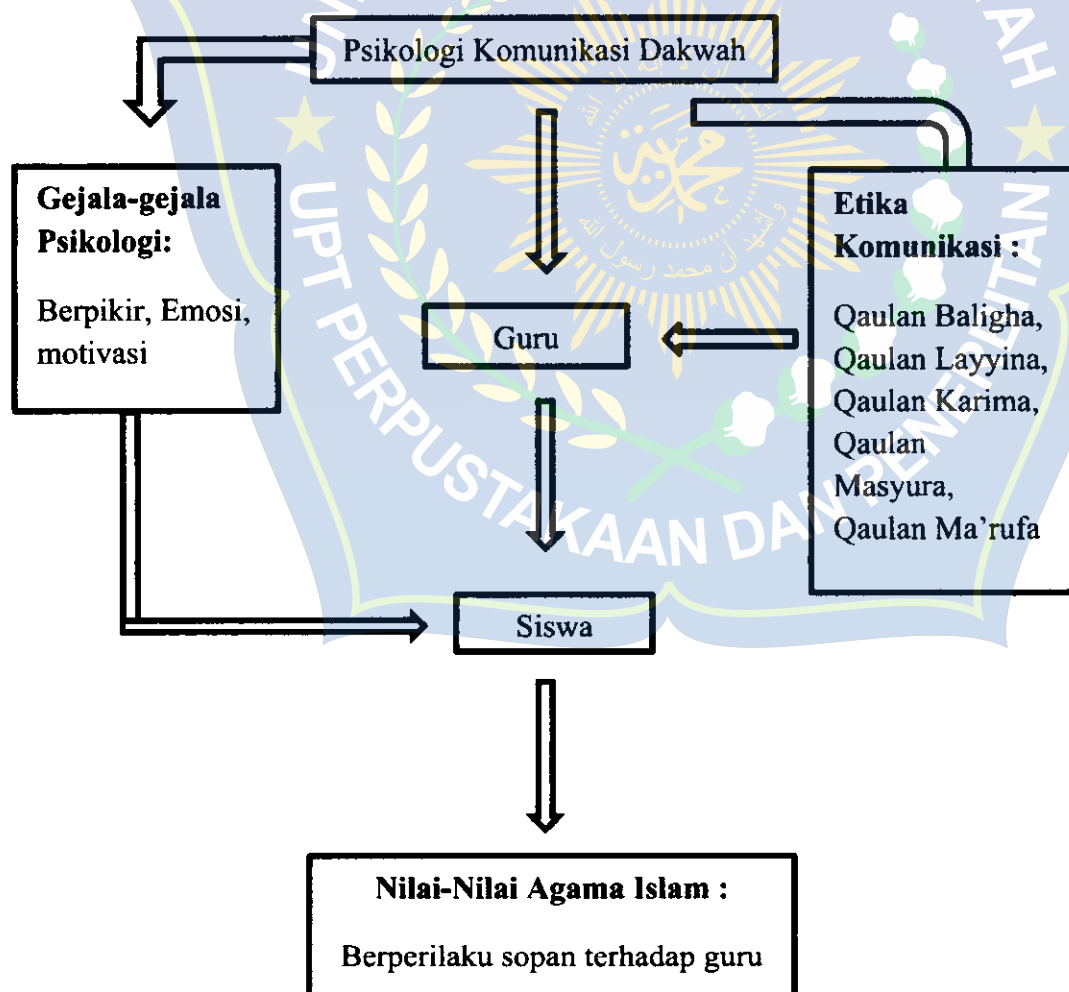 Psikologi Komunikasi Dakwah
Gejala-gejala
Psikologi:
Berpikir, Emosi,
motivasi
Etika
Komunikasi :
Qaulan Baligha,
Qaulan Layyina,
Qaulan Karima,
Qaulan
Masyura,
Qaulan Ma’rufa
Guru
Siswa
Nilai-Nilai Agama Islam :
Berperilaku sopan terhadap guru
UPT PERPUSTAKAAN DAN PENERBITAN
محمد